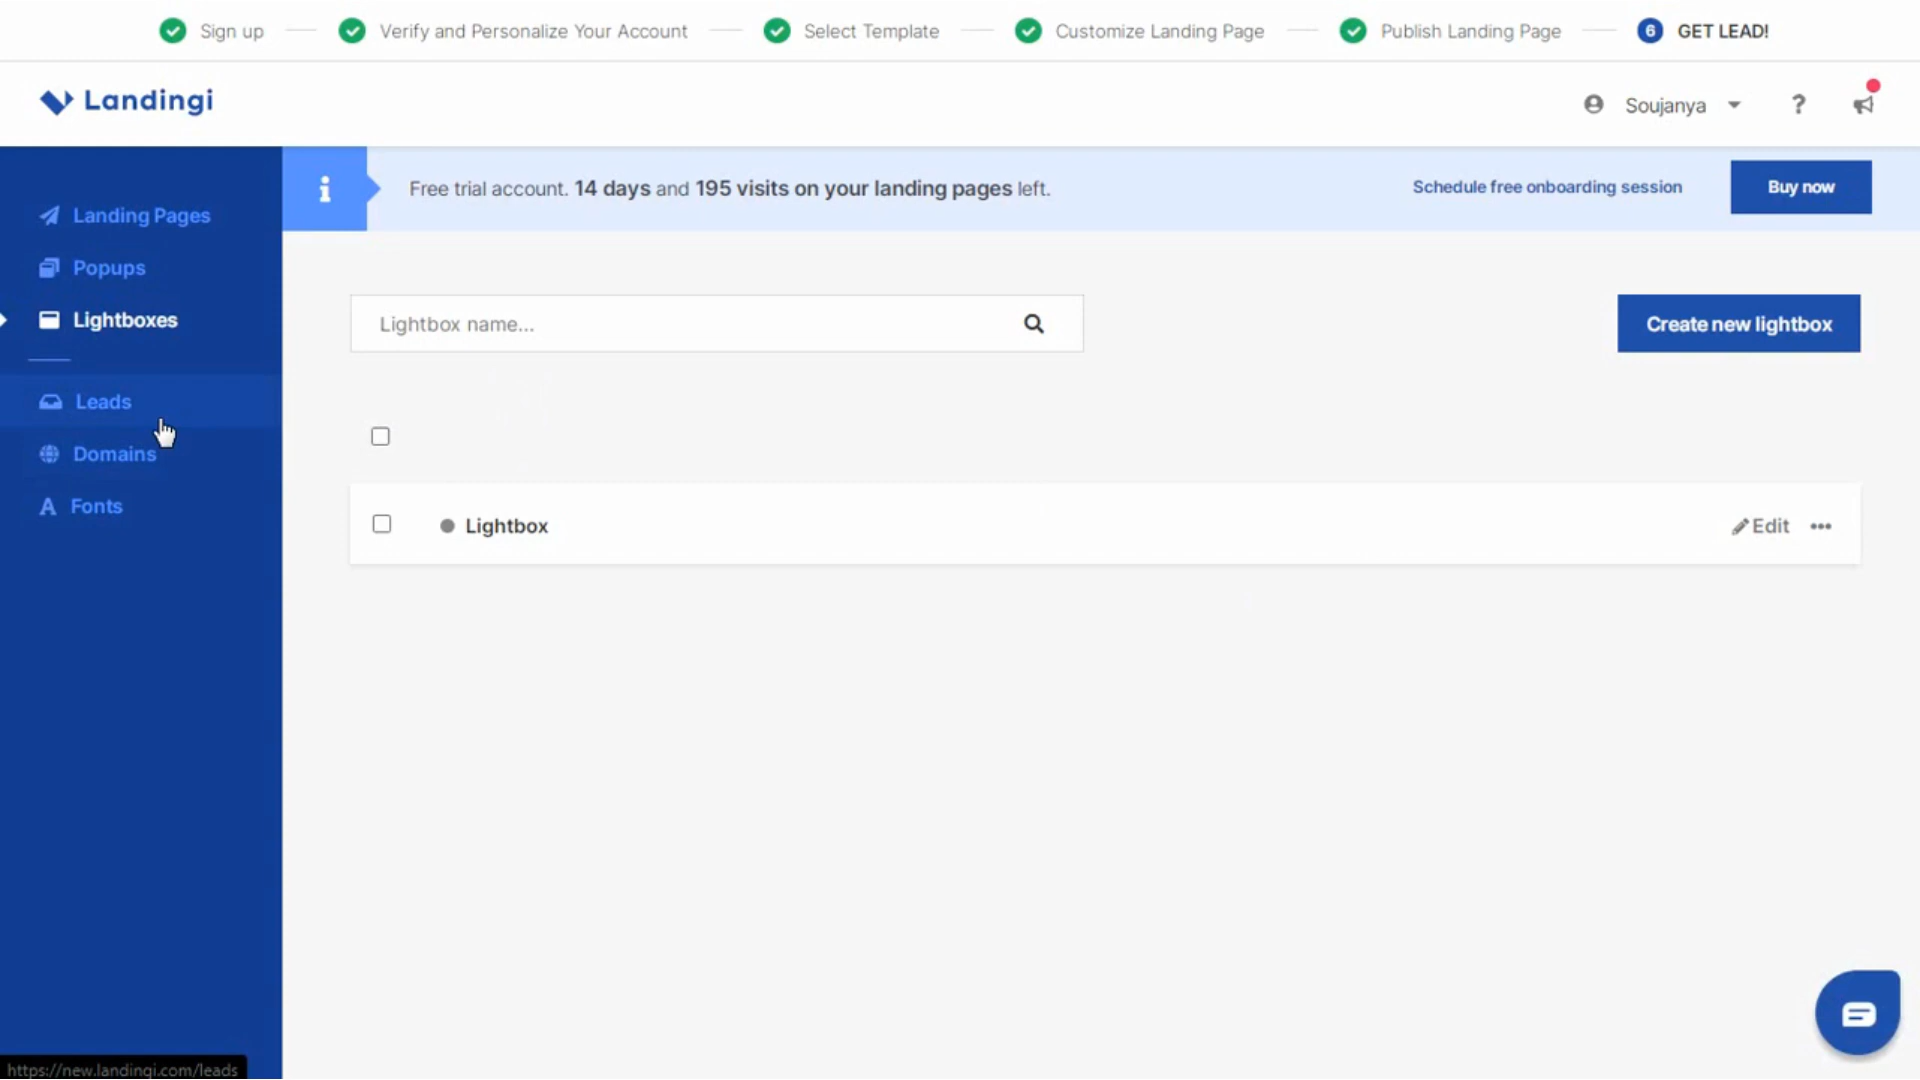 Sign up
Verify and Personalize Your Account
Select Template
Customize Landing Page
Publish Landing Page
6 GET LEAD!
Landingi
Soujanya
?
Free trial account. 14 days and 195 visits on your landing pages left.
Schedule free onboarding session
Buy now
Landing Pages
Popups
Lightboxes
Leads
Domains
A Fonts
Lightbox name...
Create new lightbox
Lightbox
Edit
https://new.landingi.com/leads